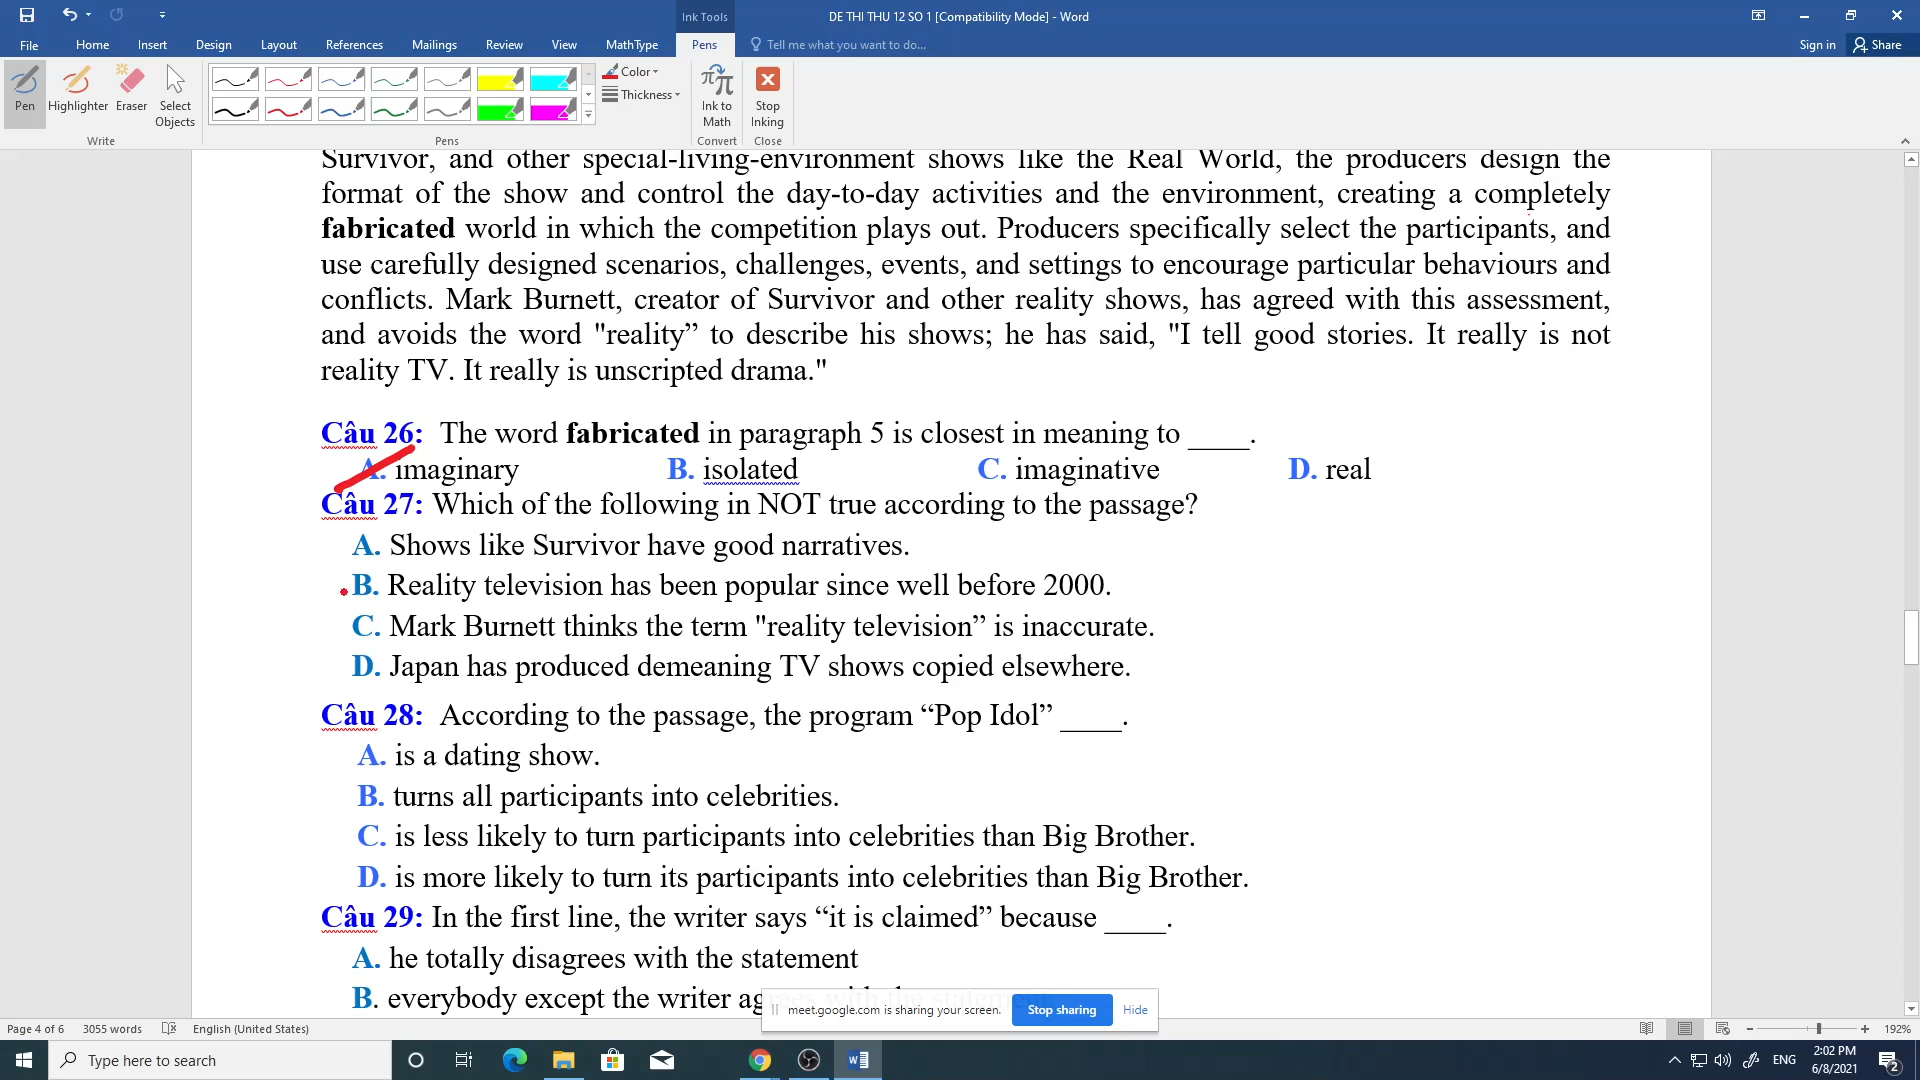 Ink Tools
DE THI THU 12 SO 1 [Compatibility Mode] - Word
File Home Insert Design Layout References Mailings Review View MathType Pens Tell me what you want to do... Sign in Share
Pen Highlighter Eraser Select Objects
Color
Thickness
Ink to Math
Stop Inking
Write Pens Convert Close
Survivor, and other special-living-environment shows like the Real World, the producers design the
format of the show and control the day-to-day activities and the environment, creating a completely
fabricated world in which the competition plays out. Producers specifically select the participants, and
use carefully designed scenarios, challenges, events, and settings to encourage particular behaviours and
conflicts. Mark Burnett, creator of Survivor and other reality shows, has agreed with this assessment,
and avoids the word "reality” to describe his shows; he has said, "I tell good stories. It really is not
reality TV. It really is unscripted drama."
Câu 26: The word fabricated in paragraph 5 is closest in meaning to ____.
A. imaginary B. isolated C. imaginative D. real
Câu 27: Which of the following in NOT true according to the passage?
A. Shows like Survivor have good narratives.
B. Reality television has been popular since well before 2000.
C. Mark Burnett thinks the term "reality television” is inaccurate.
D. Japan has produced demeaning TV shows copied elsewhere.
Câu 28: According to the passage, the program “Pop Idol” ____.
A. is a dating show.
B. turns all participants into celebrities.
C. is less likely to turn participants into celebrities than Big Brother.
D. is more likely to turn its participants into celebrities than Big Brother.
Câu 29: In the first line, the writer says “it is claimed” because ____.
A. he totally disagrees with the statement
B. everybody except the writer agrees with the statement
meet.google.com is sharing your screen. Stop sharing Hide
Page 4 of 6 3055 words English (United States) 192%
Type here to search
ENG
2:02 PM
6/8/2021
2